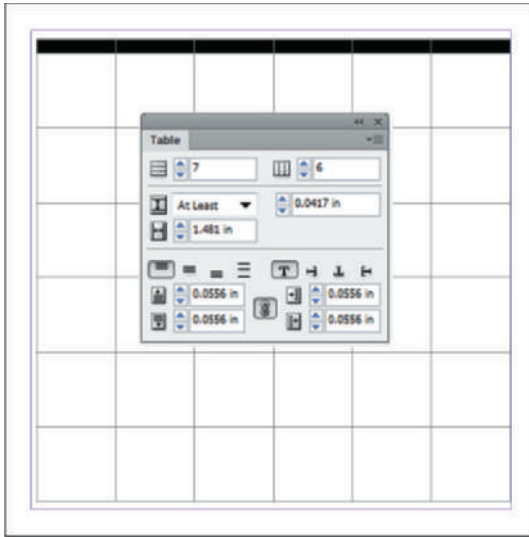 Table
7 6
At Least 0.0417 in
1.481 in
T
0.0556 in 0.0556 in
0.0556 in 0.0556 in